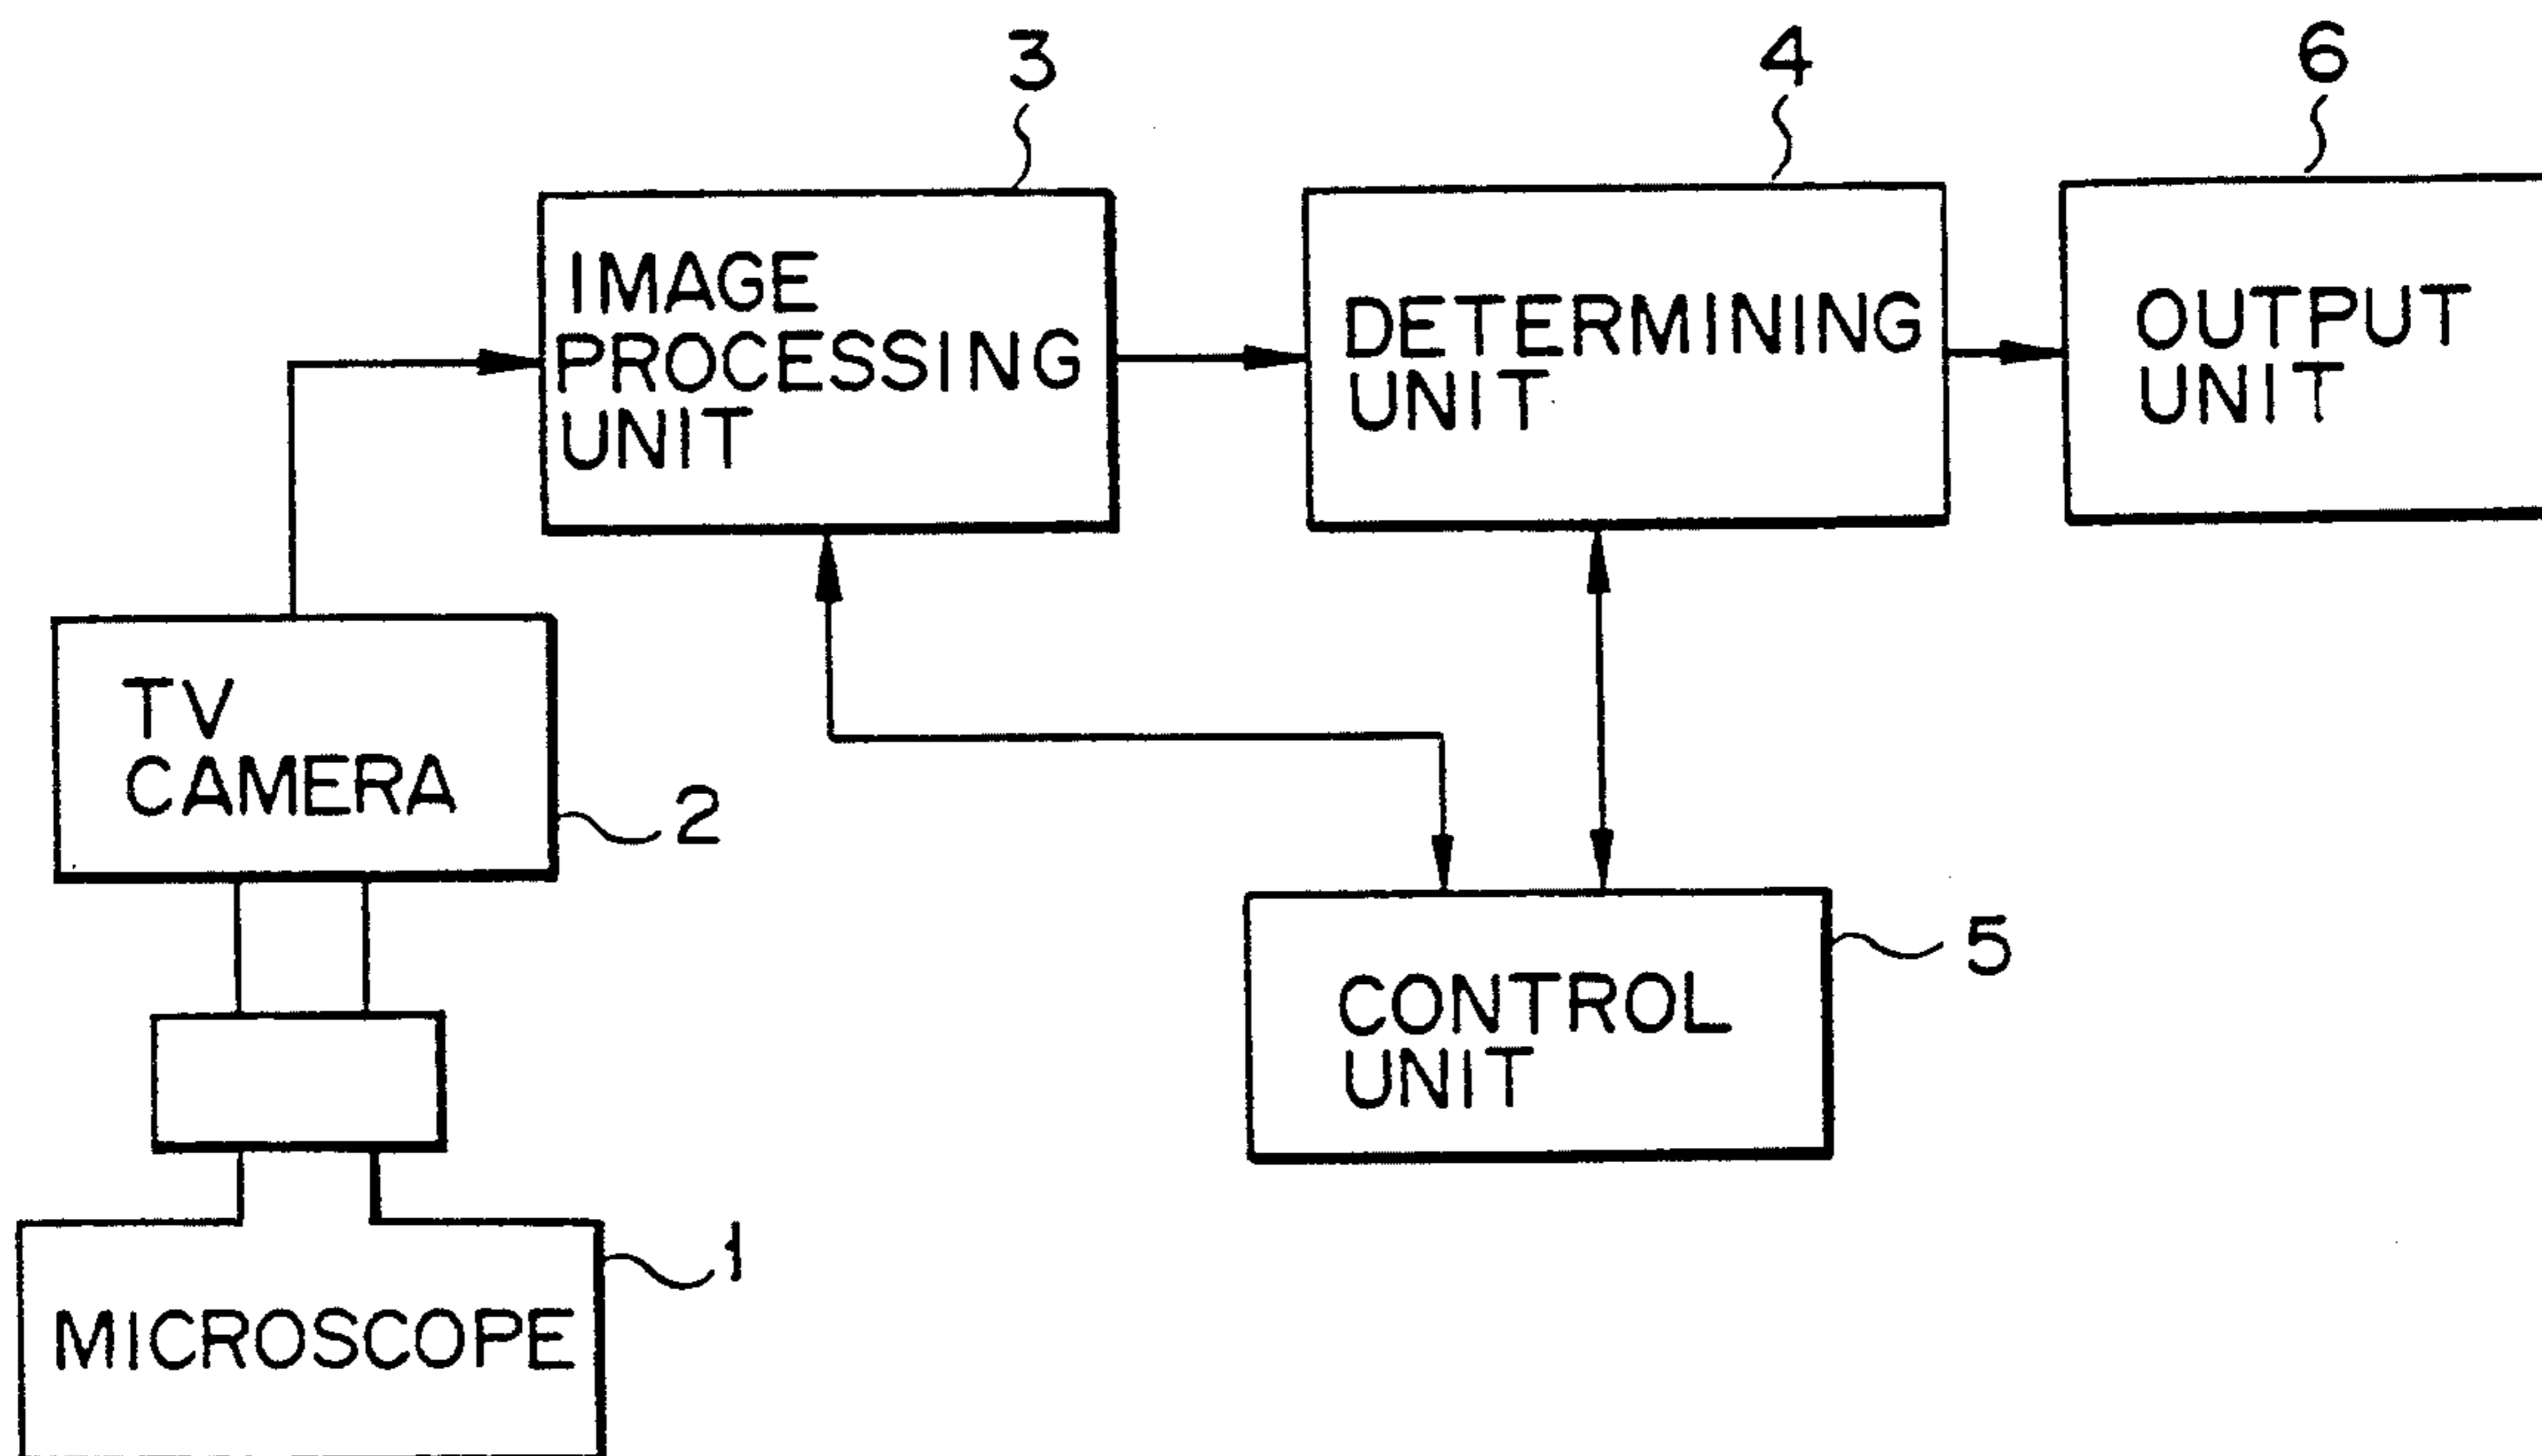 3
4
6
IMAGE
PROCESSING
UNIT
DETERMINING
UNIT
OUTPUT
UNIT
TV
CAMERA
2
CONTROL
UNIT
5
MICROSCOPE
1